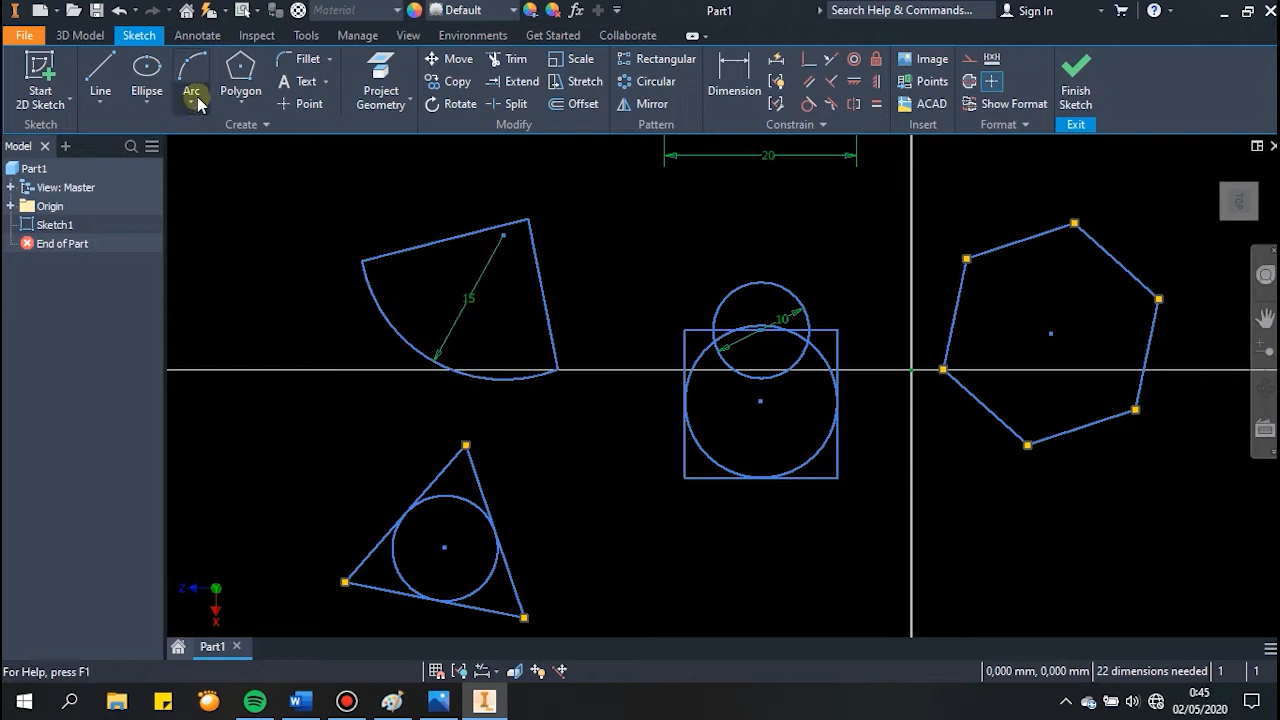 Material
Default
Part1
Search Help & Commands...
Sign In
File
3D Model
Sketch
Annotate
Inspect
Tools
Manage
View
Environments
Get Started
Collaborate
Start
2D Sketch
Line
Ellipse
Arc
Polygon
Fillet
Text
Point
Project
Geometry
Move
Copy
Rotate
Trim
Extend
Split
Scale
Stretch
Offset
Rectangular
Circular
Mirror
Dimension
Image
Points
ACAD
Show Format
Finish
Sketch
Sketch
Create
Modify
Pattern
Constrain
Insert
Format
Exit
Model
Part1
View: Master
Origin
Sketch1
End of Part
20
TOP
15
10
Z
X
Part1
For Help, press F1
0,000 mm, 0,000 mm
22 dimensions needed
1
1
0:45
02/05/2020